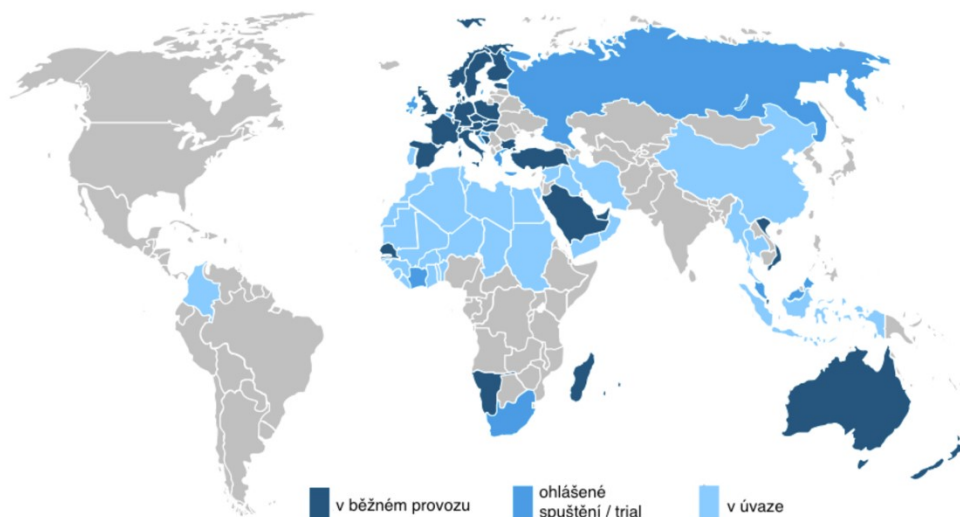 v běžném provozu
ohlášené
spuštění / trial
v úvaze